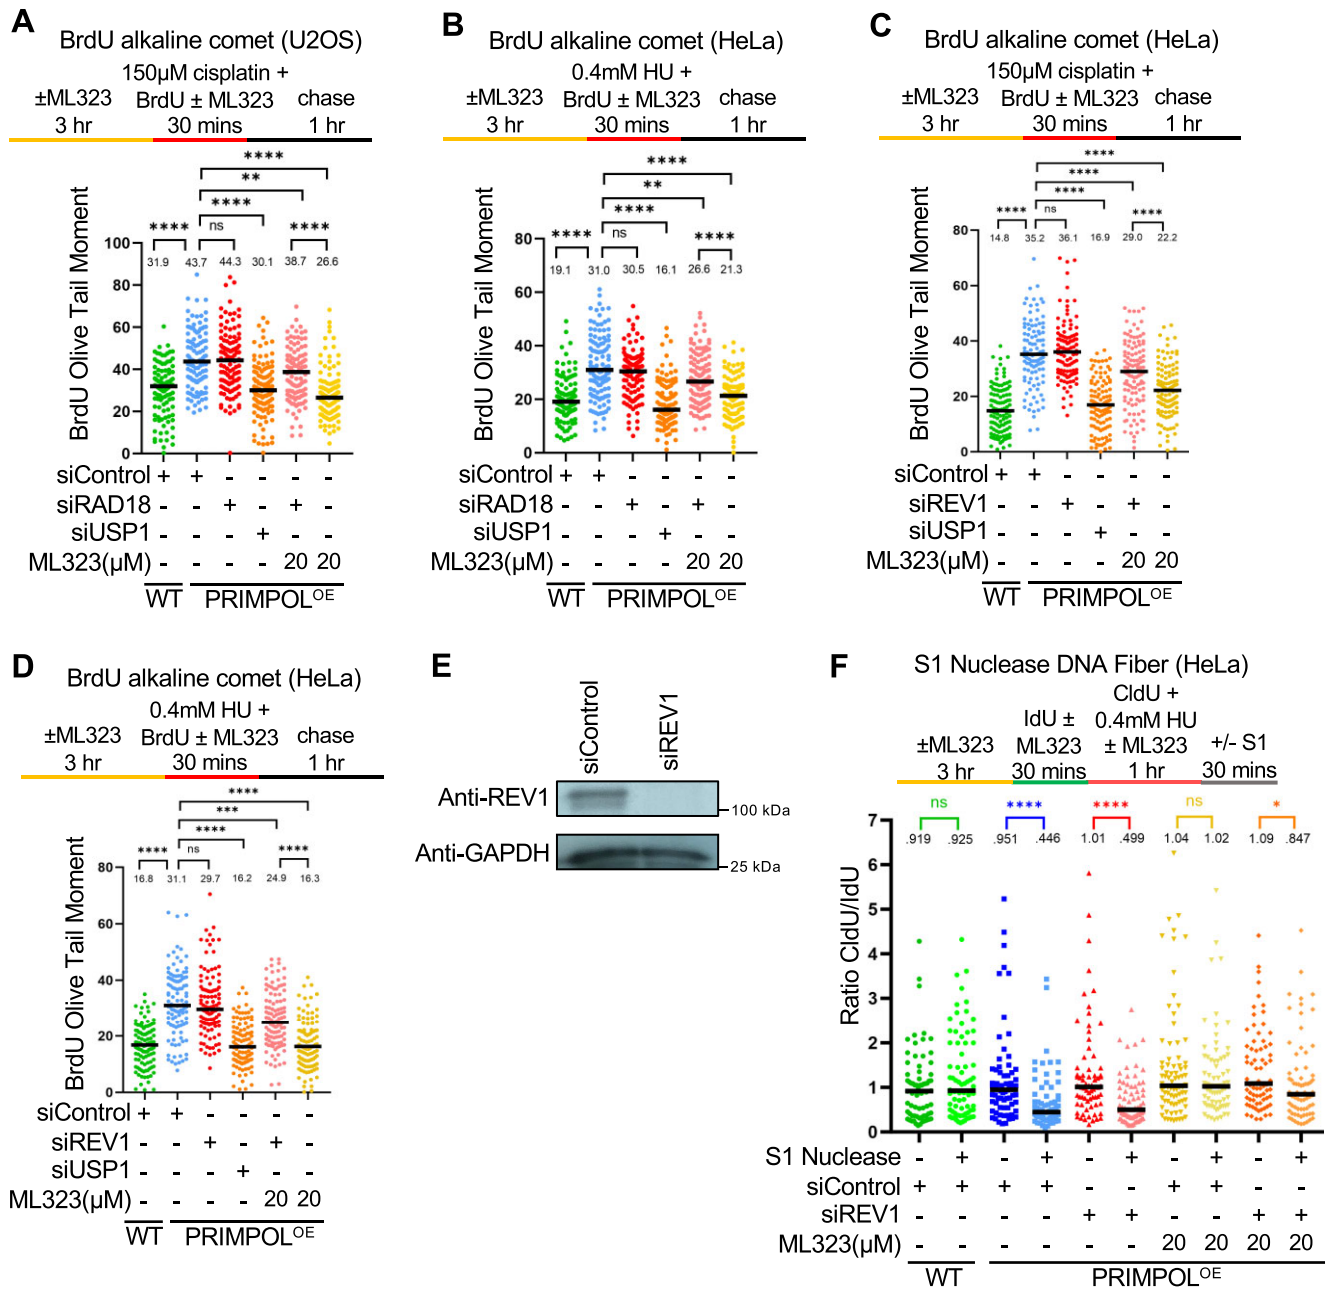 A
BrdU alkaline comet (U2OS)
150µM cisplatin +
±ML323 BrdU ± ML323 chase
3 hr 30 mins 1 hr
****
**
****
ns
**** ****
31.9 43.7 44.3 30.1 38.7 26.6
BrdU Olive Tail Moment
100
80
60
40
20
0
siControl + + - - - -
siRAD18 - - + - + -
siUSP1 - - - + - -
ML323(µM) - - - - 20 20
WT PRIMPOLOE
B
BrdU alkaline comet (HeLa)
0.4mM HU +
±ML323 BrdU ± ML323 chase
3 hr 30 mins 1 hr
****
**
****
**** ns ****
19.1 31.0 30.5 16.1 26.6 21.3
BrdU Olive Tail Moment
80
60
40
20
0
siControl + + - - - -
siRAD18 - - + - + -
siUSP1 - - - + - -
ML323(µM) - - - - 20 20
WT PRIMPOLOE
C
BrdU alkaline comet (HeLa)
150µM cisplatin +
±ML323 BrdU ± ML323 chase
3 hr 30 mins 1 hr
****
****
****
**** ns ****
14.8 35.2 36.1 16.9 29.0 22.2
BrdU Olive Tail Moment
80
60
40
20
0
siControl + + - - - -
siREV1 - - + - + -
siUSP1 - - - + - -
ML323(µM) - - - - 20 20
WT PRIMPOLOE
D
BrdU alkaline comet (HeLa)
0.4mM HU +
±ML323 BrdU ± ML323 chase
3 hr 30 mins 1 hr
****
***
****
**** ns ****
16.8 31.1 29.7 16.2 24.9 16.3
BrdU Olive Tail Moment
80
60
40
20
0
siControl + + - - - -
siREV1 - - + - + -
siUSP1 - - - + - -
ML323(µM) - - - - 20 20
WT PRIMPOLOE
E
siControl
siREV1
Anti-REV1
100 kDa
Anti-GAPDH
25 kDa
F
S1 Nuclease DNA Fiber (HeLa)
CldU +
IdU ± 0.4mM HU
±ML323 ML323 ± ML323 +/- S1
3 hr 30 mins 1 hr 30 mins
ns **** **** ns *
.919 .925 .951 .446 1.01 .499 1.04 1.02 1.09 .847
Ratio CldU/IdU
7
6
5
4
3
2
1
0
S1 Nuclease - + - + - + - + - +
siControl + + + + - - + + - -
siREV1 - - - - + + - - + +
ML323(µM) - - - - - - 20 20 20 20
WT PRIMPOLOE